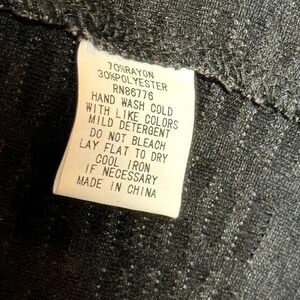 70%RAYON
30%POLYESTER
RN86776
HAND WASH COLD
WITH LIKE COLORS
MILD DETERGENT
DO NOT BLEACH
LAY FLAT TO DRY
COOL IRON
IF NECESSARY
MADE IN CHINA